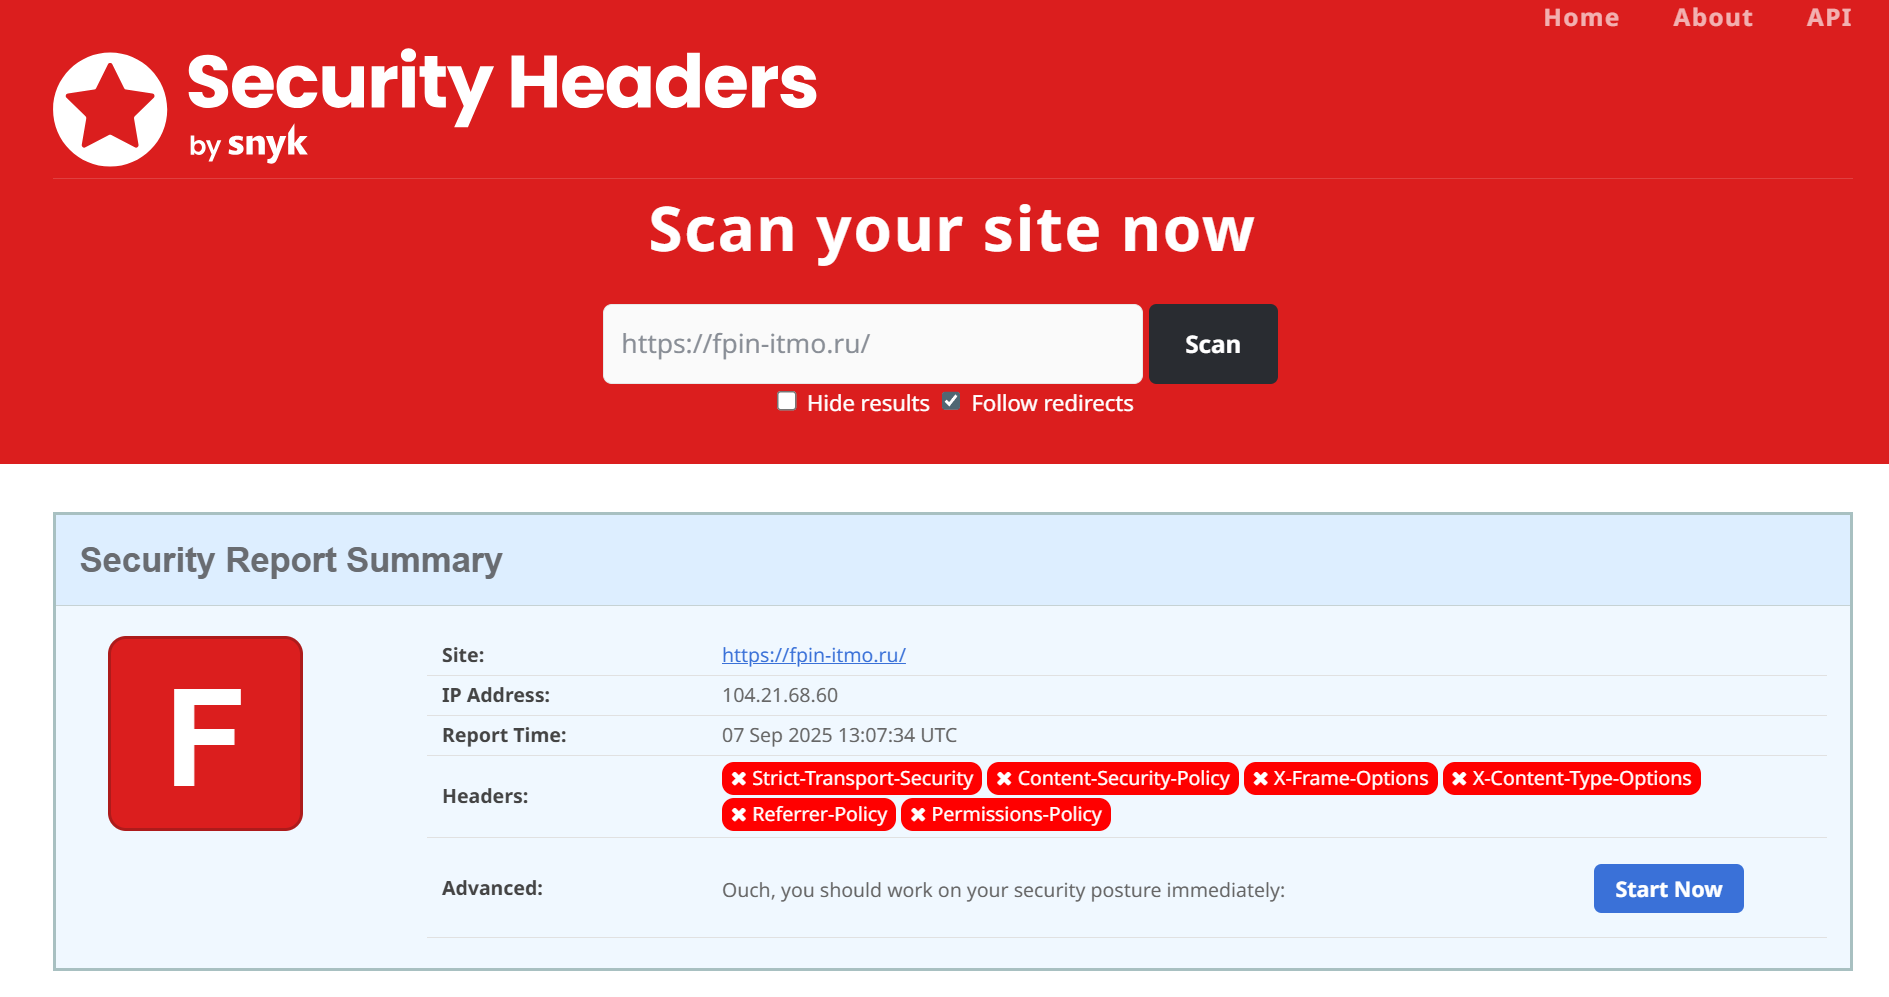 Home About API
Security Headers
by snyk
Scan your site now
https://fpin-itmo.ru/ Scan
Hide results Follow redirects
Security Report Summary
F
Site: https://fpin-itmo.ru/
IP Address: 104.21.68.60
Report Time: 07 Sep 2025 13:07:34 UTC
Headers: Strict-Transport-Security Content-Security-Policy X-Frame-Options X-Content-Type-Options
Referrer-Policy Permissions-Policy
Advanced: Ouch, you should work on your security posture immediately: Start Now